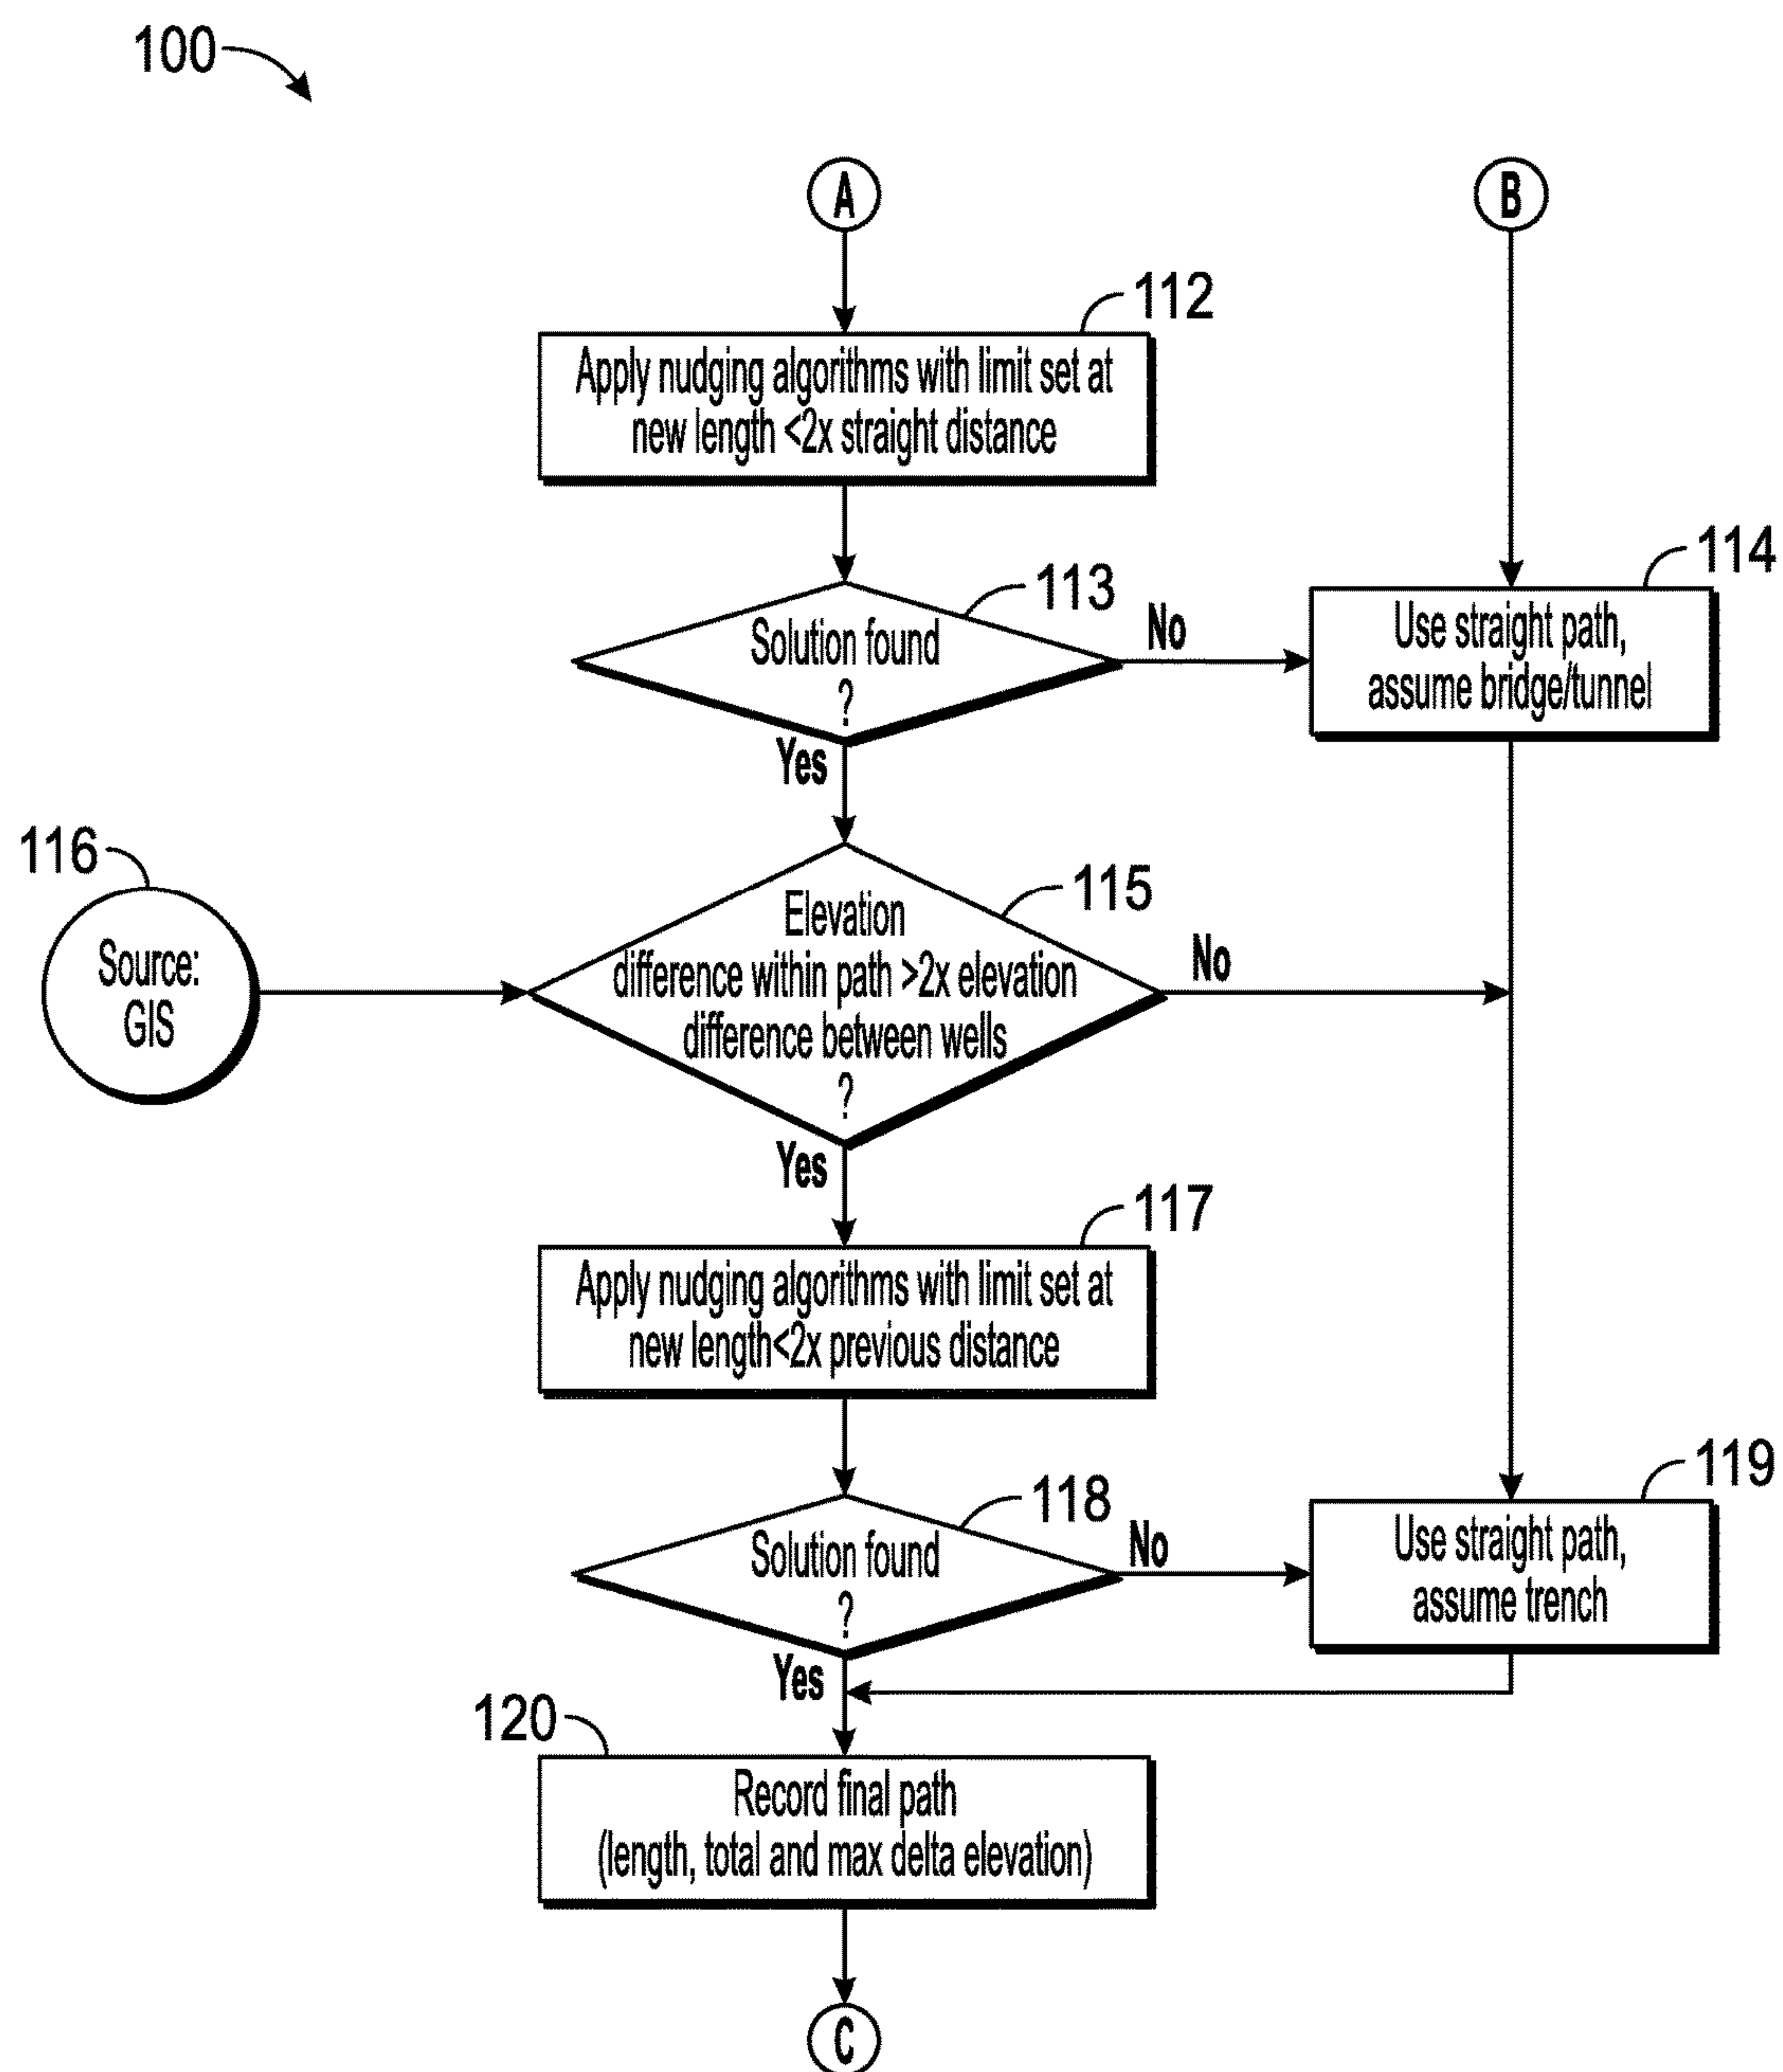 100
A
B
112
Apply nudging algorithms with limit set at
new length <2x straight distance
113
Solution found
?
No
Yes
114
Use straight path,
assume bridge/tunnel
116
Source:
GIS
115
Elevation
difference within path >2x elevation
difference between wells
?
No
Yes
117
Apply nudging algorithms with limit set at
new length<2x previous distance
118
Solution found
?
No
Yes
119
Use straight path,
assume trench
120
Record final path
(length, total and max delta elevation)
C